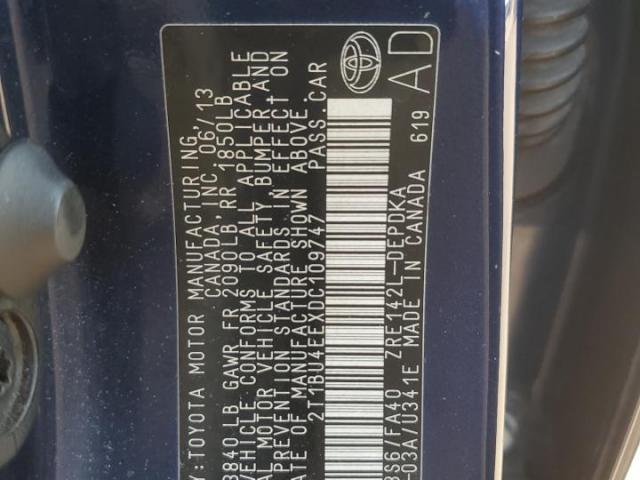 Y:TOYOTA MOTOR MANUFACTURING
CANADA, INC. 06/13
3840 LB GAWR FR 2090LB, RR 1850LB
VEHICLE CONFORMS TO ALL APPLICABLE
AL MOTOR VEHICLE SAFETY BUMPER AND
PREVENTION STANDARDS IN EFFECT ON
ATE OF MANUFACTURE SHOWN ABOVE.
2T1BU4EEXDC109747 PASS. CAR
8S6/FA40 ZRE142L-DEPDKA
-03A/U341E MADE IN CANADA 619
AD